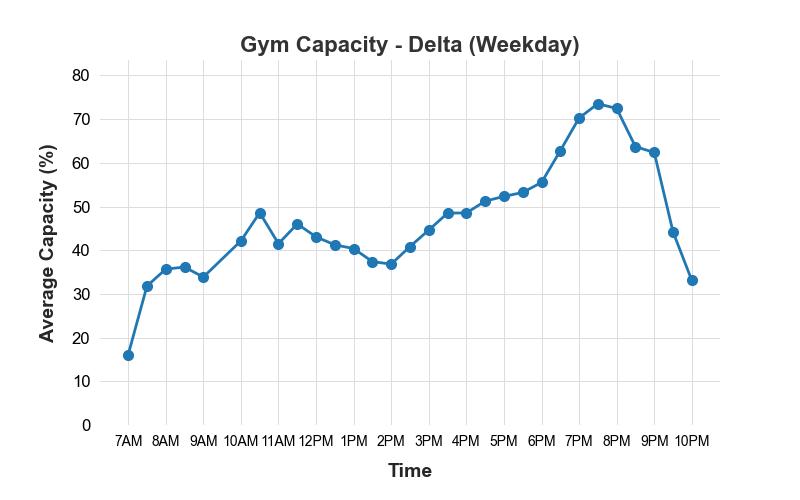 Gym Capacity - Delta (Weekday)
80
70
60
50
40
30
20
10
0
Average Capacity (%)
7AM 8AM 9AM 10AM 11AM 12PM 1PM 2PM 3PM 4PM 5PM 6PM 7PM 8PM 9PM 10PM
Time